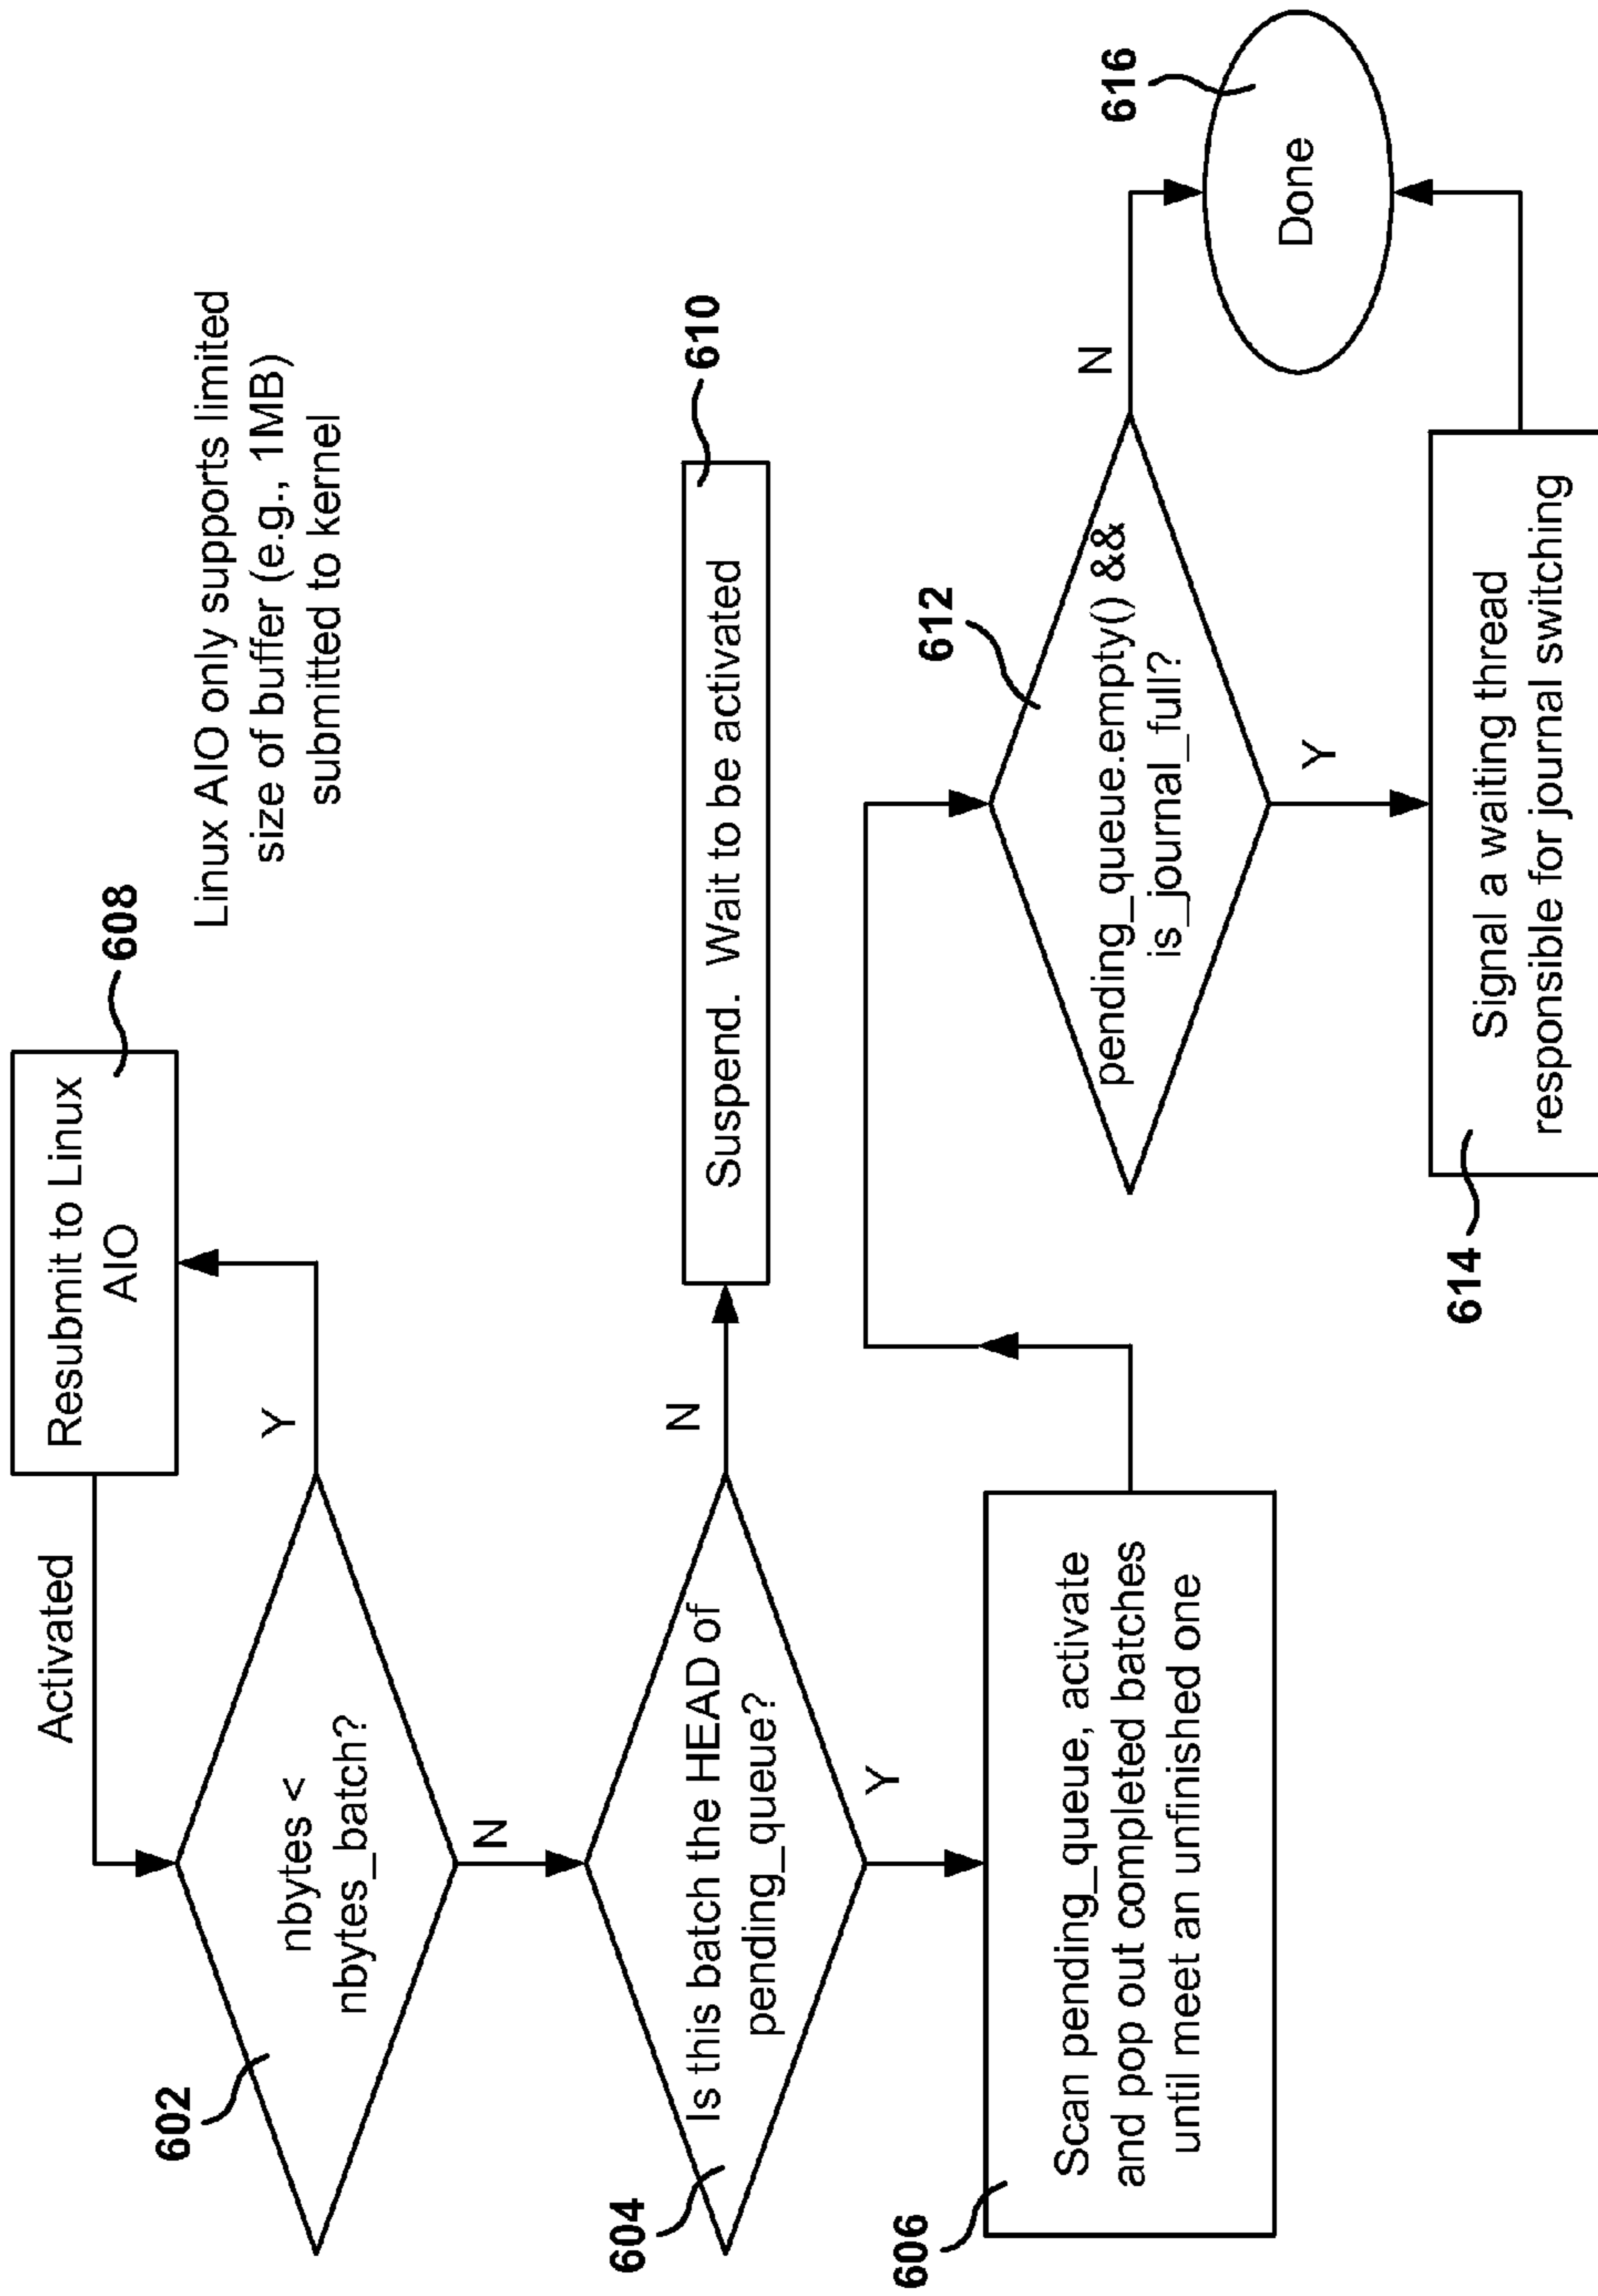 Activated
Resubmit to Linux
AIO
608
Linux AIO only supports limited
size of buffer (e.g., 1MB)
submitted to kernel
602
nbytes <
nbytes_batch?
Y
N
604
Is this batch the HEAD of
pending_queue?
N
Suspend. Wait to be activated
610
Y
606
Scan pending_queue, activate
and pop out completed batches
until meet an unfinished one
612
pending_queue.empty() &&
is_journal_full?
N
616
Done
Y
614
Signal a waiting thread
responsible for journal switching